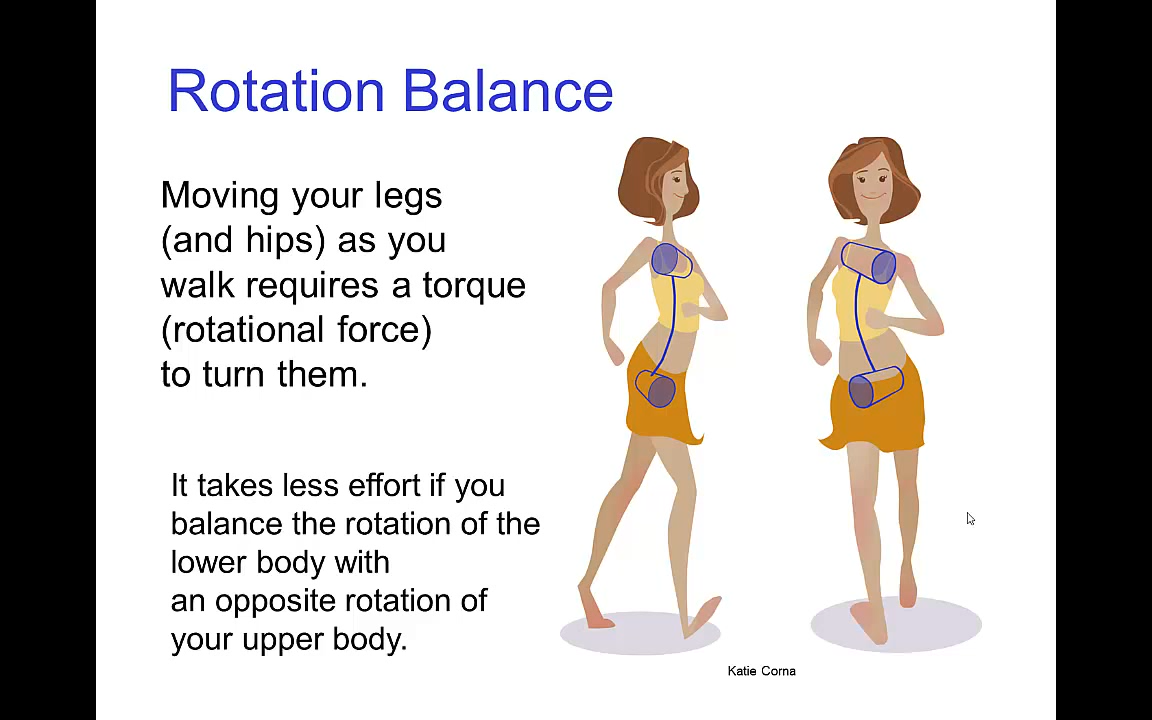 Rotation Balance
Moving your legs
(and hips) as you
walk requires a torque
(rotational force)
to turn them.
It takes less effort if you
balance the rotation of the
lower body with
an opposite rotation of
your upper body.
Katie Corna